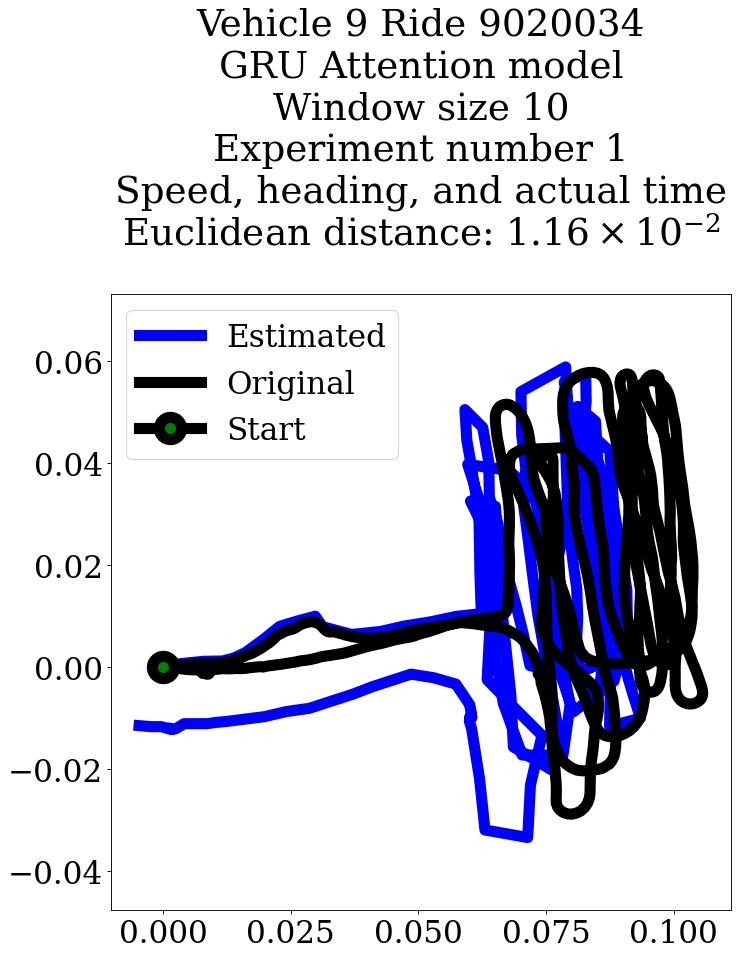 Vehicle 9 Ride 9020034
GRU Attention model
Window size 10
Experiment number 1
Speed, heading, and actual time
Euclidean distance: 1.16 × 10⁻²
Estimated
Original
Start
0.06
0.04
0.02
0.00
−0.02
−0.04
0.000 0.025 0.050 0.075 0.100